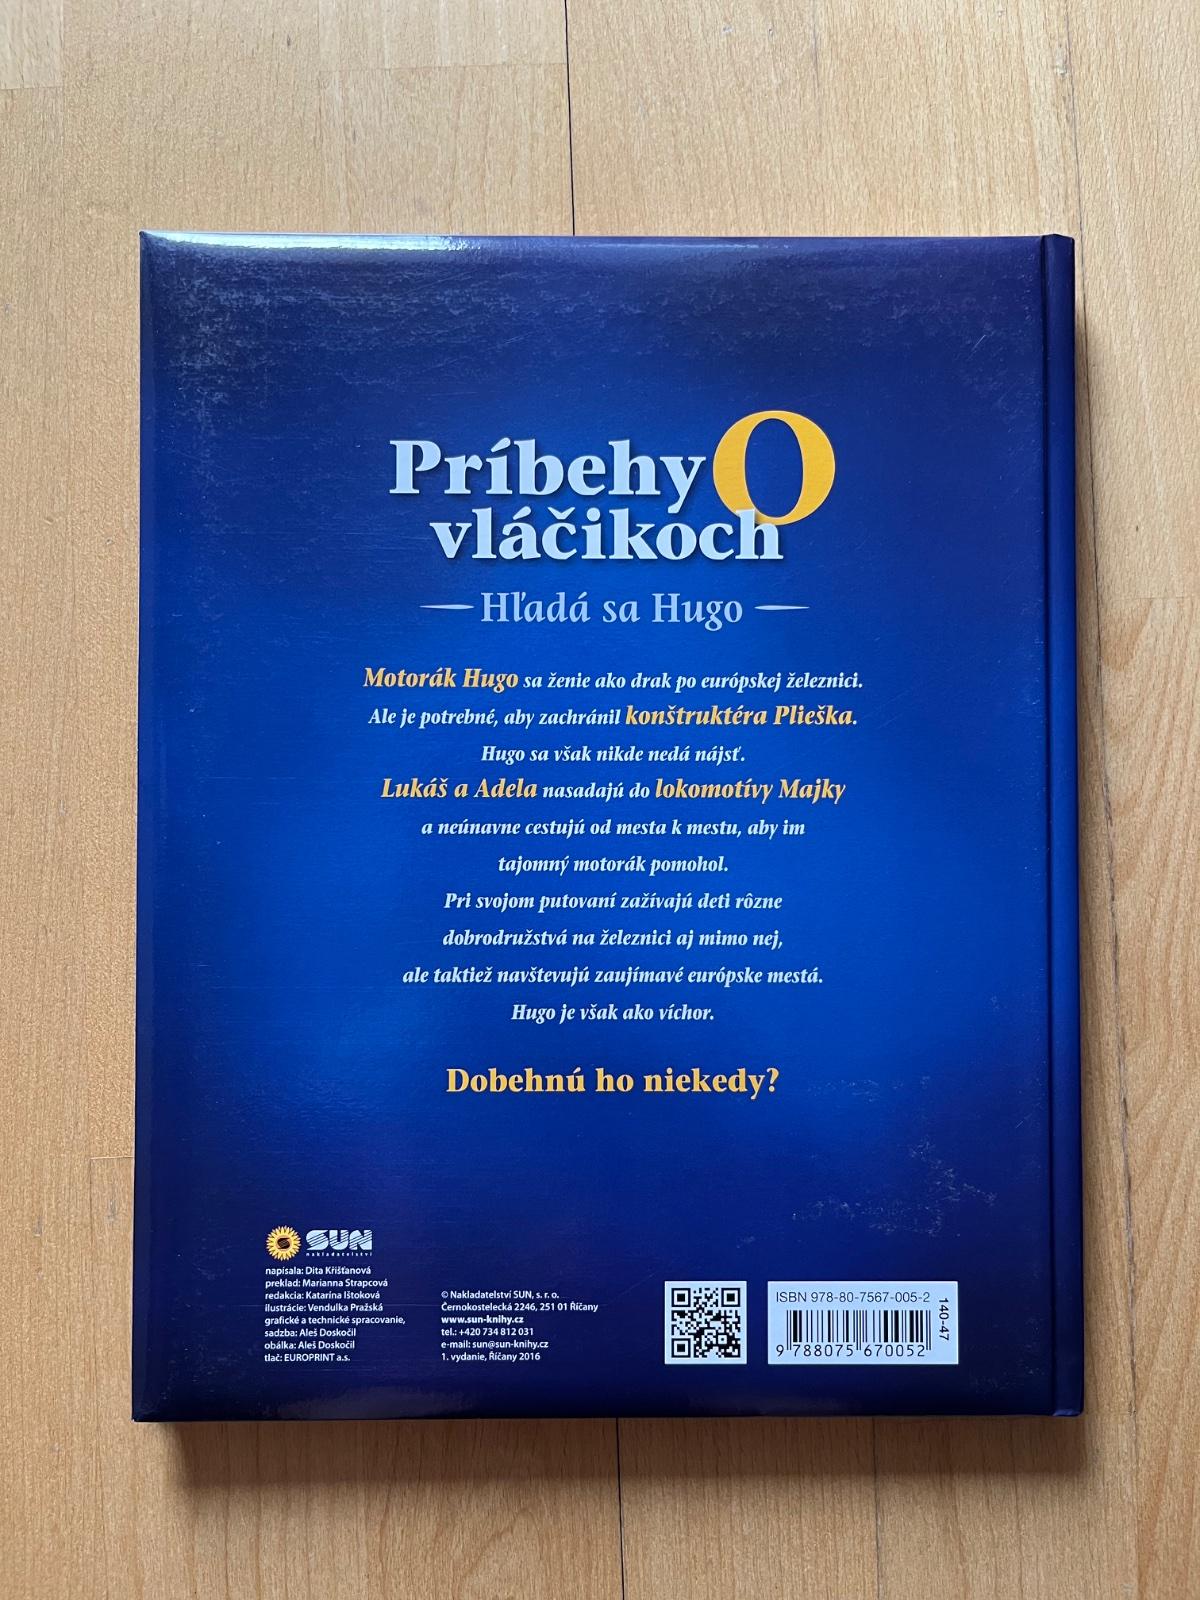 Príbehy O
vláčikoch
Hľadá sa Hugo
Motorák Hugo sa ženie ako drak po európskej železnici.
Ale je potrebné, aby zachránil konštruktéra Plieška.
Hugo sa však nikde nedá nájsť.
Lukáš a Adela nasadajú do lokomotívy Majky
a neúnavne cestujú od mesta k mestu, aby im
tajomný motorák pomohol.
Pri svojom putovaní zažívajú deti rôzne
dobrodružstvá na železnici aj mimo nej,
ale taktiež navštevujú zaujímavé európske mestá.
Hugo je však ako víchor.
Dobehnú ho niekedy?
SUN
nakladatelství
napísala: Dita Křišťanová
preklad: Marianna Strapcová
redakcia: Katarína Ištoková
ilustrácie: Vendulka Pražská
grafické a technické spracovanie,
sadzba: Aleš Doskočil
obálka: Aleš Doskočil
tlač: EUROPRINT a.s.
© Nakladatelství SUN, s. r. o.
Černokostelecká 2246, 251 01 Říčany
www.sun-knihy.cz
tel.: +420 734 812 031
e-mail: sun@sun-knihy.cz
1. vydanie, Říčany 2016
ISBN 978-80-7567-005-2
9 788075 670052
140-47